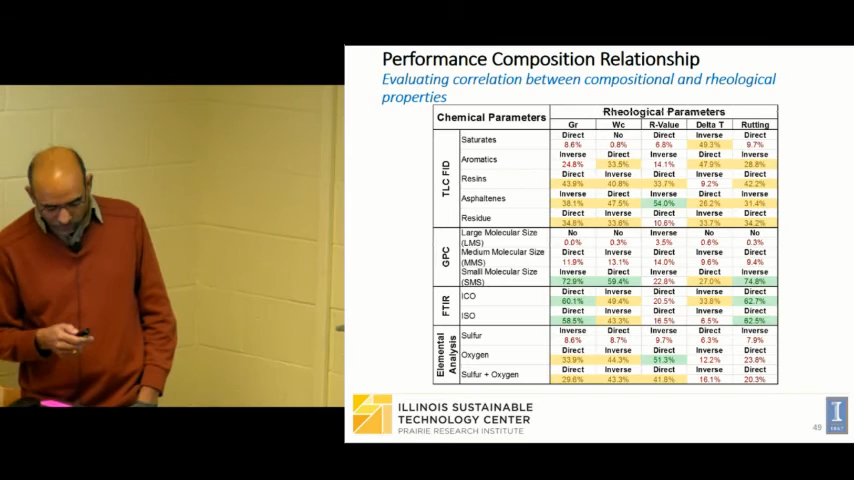 Performance Composition Relationship
Evaluating correlation between compositional and rheological
properties
Chemical Parameters Rheological Parameters
Gr Wc R-Value Delta T Rutting
TLC FID
Saturates Direct No Direct Inverse Direct
8.6% 0.8% 6.8% 49.3% 9.7%
Aromatics Inverse Direct Inverse Direct Inverse
24.8% 33.5% 14.1% 47.9% 28.8%
Resins Direct Inverse Direct Inverse Direct
43.9% 40.8% 33.7% 9.2% 42.2%
Asphaltenes Direct Inverse Direct Inverse Direct
38.1% 47.5% 54.0% 26.2% 31.4%
Residue Direct Inverse Direct Direct Direct
34.8% 33.6% 10.6% 33.7% 34.2%
GPC
Large Molecular Size No No Inverse No No
(LMS) 0.0% 0.3% 3.5% 0.6% 0.3%
Medium Molecular Size Direct Inverse Direct Inverse Direct
(MMS) 11.9% 13.1% 14.0% 9.6% 9.4%
Small Molecular Size Inverse Direct Inverse Direct Inverse
(SMS) 72.9% 59.4% 22.8% 27.0% 74.8%
FTIR
ICO Direct Inverse Direct Inverse Direct
60.1% 49.4% 20.5% 33.8% 62.7%
ISO Direct Inverse Direct Inverse Direct
58.5% 43.3% 16.5% 6.5% 62.5%
Elemental
Analysis
Sulfur Inverse Direct Inverse Direct Inverse
8.6% 8.7% 9.7% 6.3% 7.9%
Oxygen Direct Inverse Direct Inverse Direct
33.9% 44.3% 51.3% 12.2% 23.8%
Sulfur + Oxygen Direct Inverse Direct Inverse Direct
29.6% 43.3% 41.8% 16.1% 20.3%
ILLINOIS SUSTAINABLE
TECHNOLOGY CENTER
PRAIRIE RESEARCH INSTITUTE
49
I